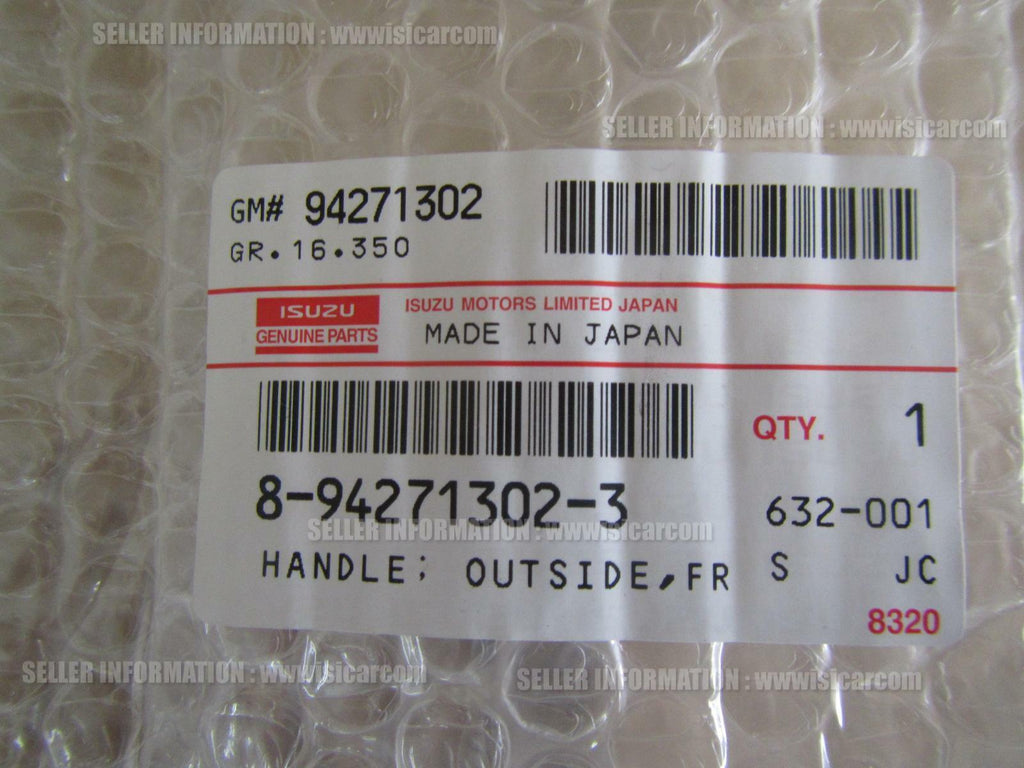 SELLER INFORMATION : wwwisicarcom
SELLER INFORMATION : wwwisicarcom
GM# 94271302
GR.16.350
ISUZU
GENUINE PARTS
ISUZU MOTORS LIMITED JAPAN
MADE IN JAPAN
QTY. 1
8-94271302-3
632-001
SELLER INFORMATION : wwwisicarcom
HANDLE; OUTSIDE,FR
S JC
8320
SELLER INFORMATION : wwwisicarcom
SELLER INFORMATION : wwwisicarcom